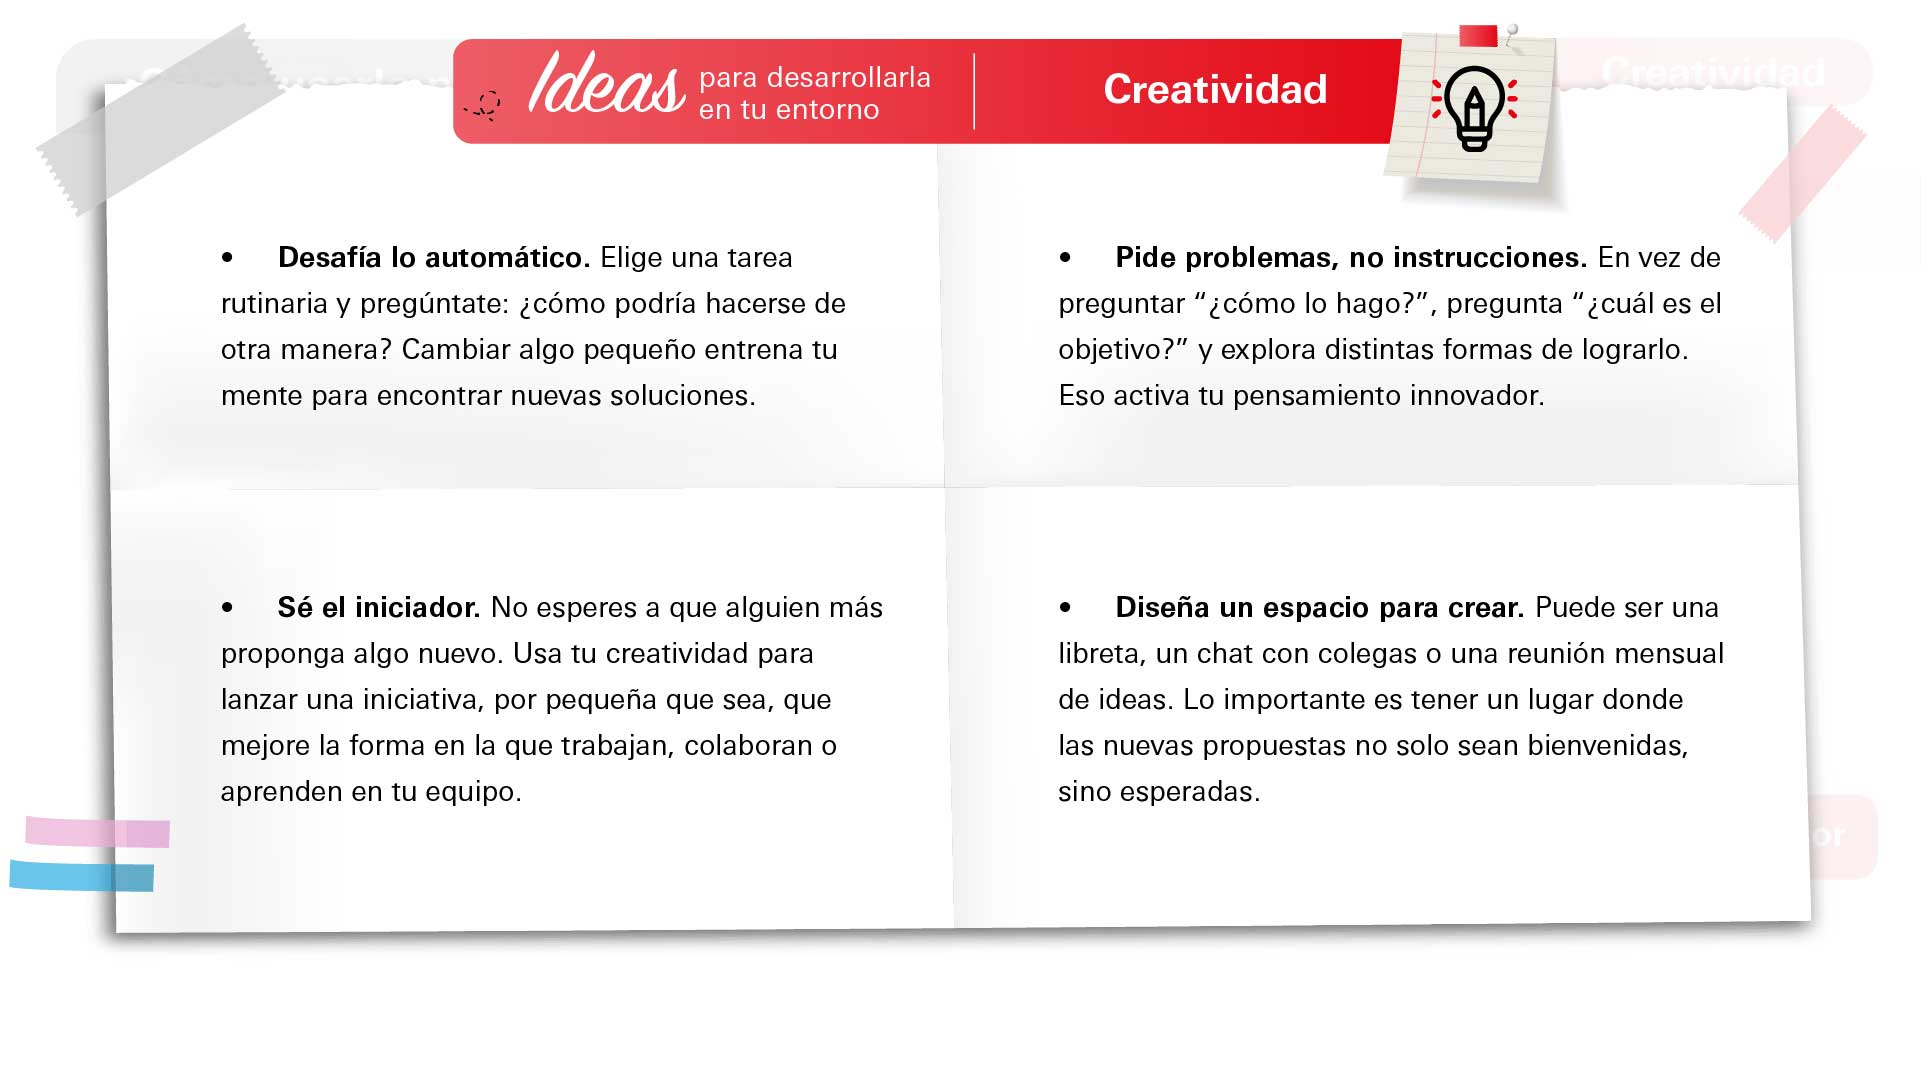 Ideas para desarrollarla
en tu entorno
Creatividad
Creatividad
• Desafía lo automático. Elige una tarea
rutinaria y pregúntate: ¿cómo podría hacerse de
otra manera? Cambiar algo pequeño entrena tu
mente para encontrar nuevas soluciones.
• Pide problemas, no instrucciones. En vez de
preguntar “¿cómo lo hago?”, pregunta “¿cuál es el
objetivo?” y explora distintas formas de lograrlo.
Eso activa tu pensamiento innovador.
• Sé el iniciador. No esperes a que alguien más
proponga algo nuevo. Usa tu creatividad para
lanzar una iniciativa, por pequeña que sea, que
mejore la forma en la que trabajan, colaboran o
aprenden en tu equipo.
• Diseña un espacio para crear. Puede ser una
libreta, un chat con colegas o una reunión mensual
de ideas. Lo importante es tener un lugar donde
las nuevas propuestas no solo sean bienvenidas,
sino esperadas.